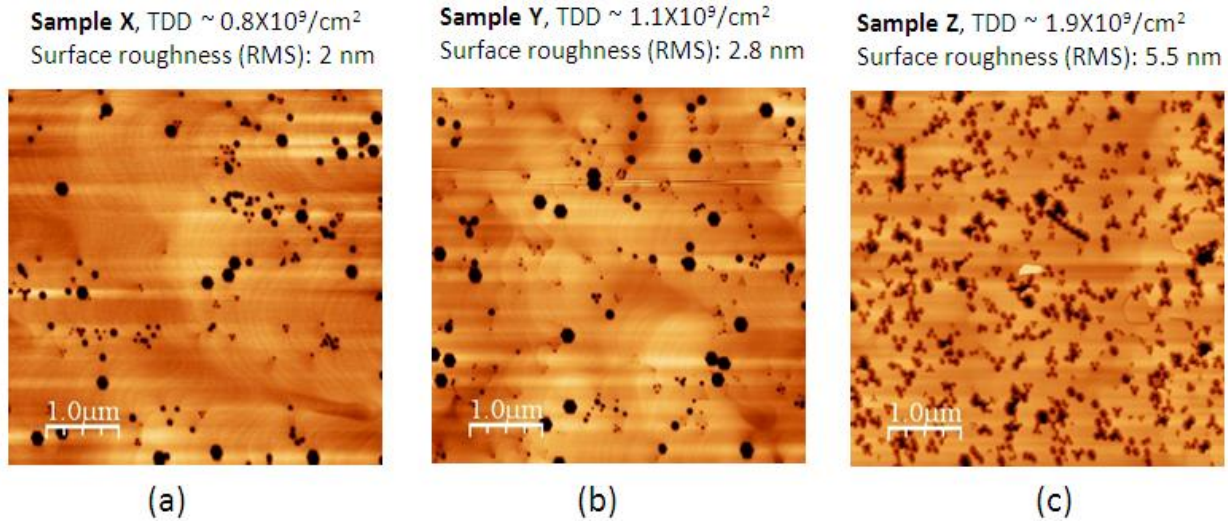 Sample X, TDD ~ 0.8X10⁹/cm²
Surface roughness (RMS): 2 nm
Sample Y, TDD ~ 1.1X10⁹/cm²
Surface roughness (RMS): 2.8 nm
Sample Z, TDD ~ 1.9X10⁹/cm²
Surface roughness (RMS): 5.5 nm
1.0μm
1.0μm
1.0μm
(a)
(b)
(c)